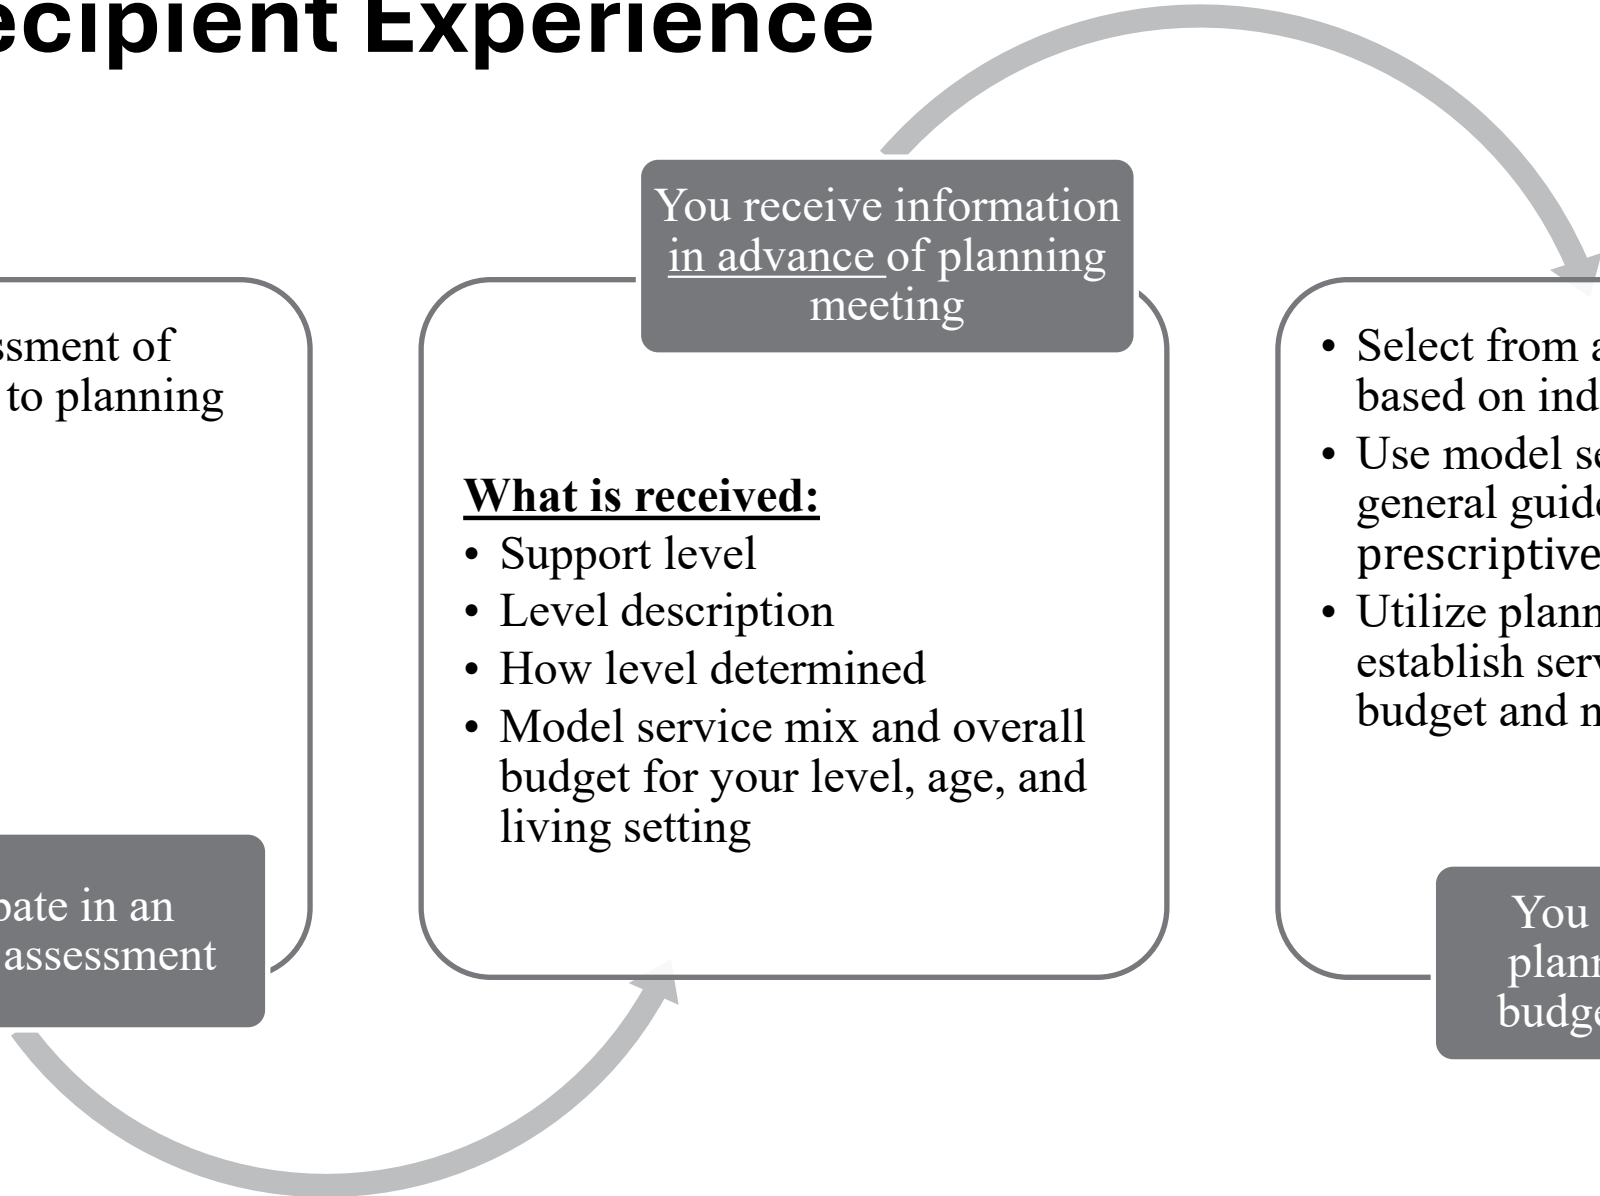 ecipient Experience
ssment of
to planning
pate in an
assessment
You receive information
in advance of planning
meeting
What is received:
• Support level
• Level description
• How level determined
• Model service mix and overall
budget for your level, age, and
living setting
• Select from a
based on ind
• Use model se
general guide
prescriptive
• Utilize plann
establish serv
budget and n
You
plann
budge